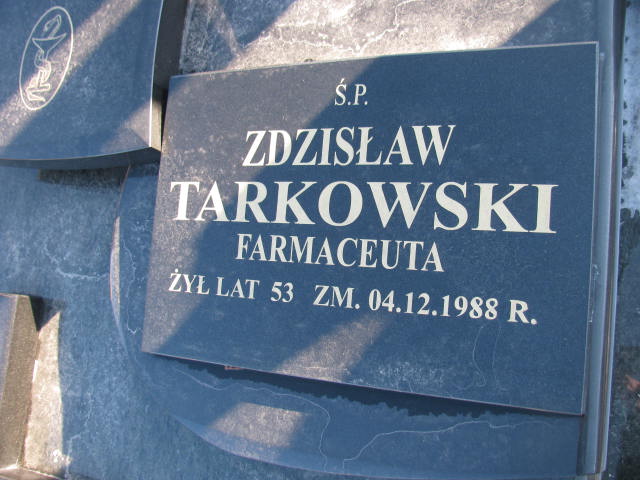 Ś.P.
ZDZISŁAW
TARKOWSKI
FARMACEUTA
ŻYŁ LAT 53 ZM. 04.12.1988 R.